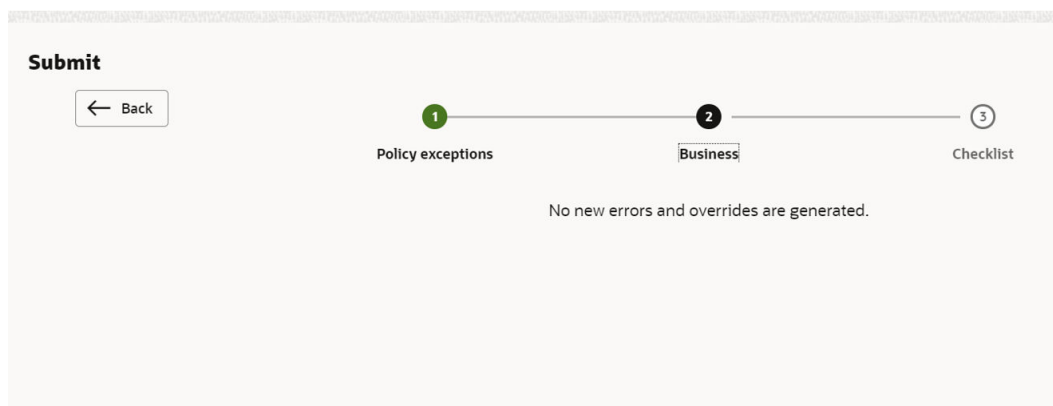 Submit
Back
1
2
3
Policy exceptions
Business
Checklist
No new errors and overrides are generated.